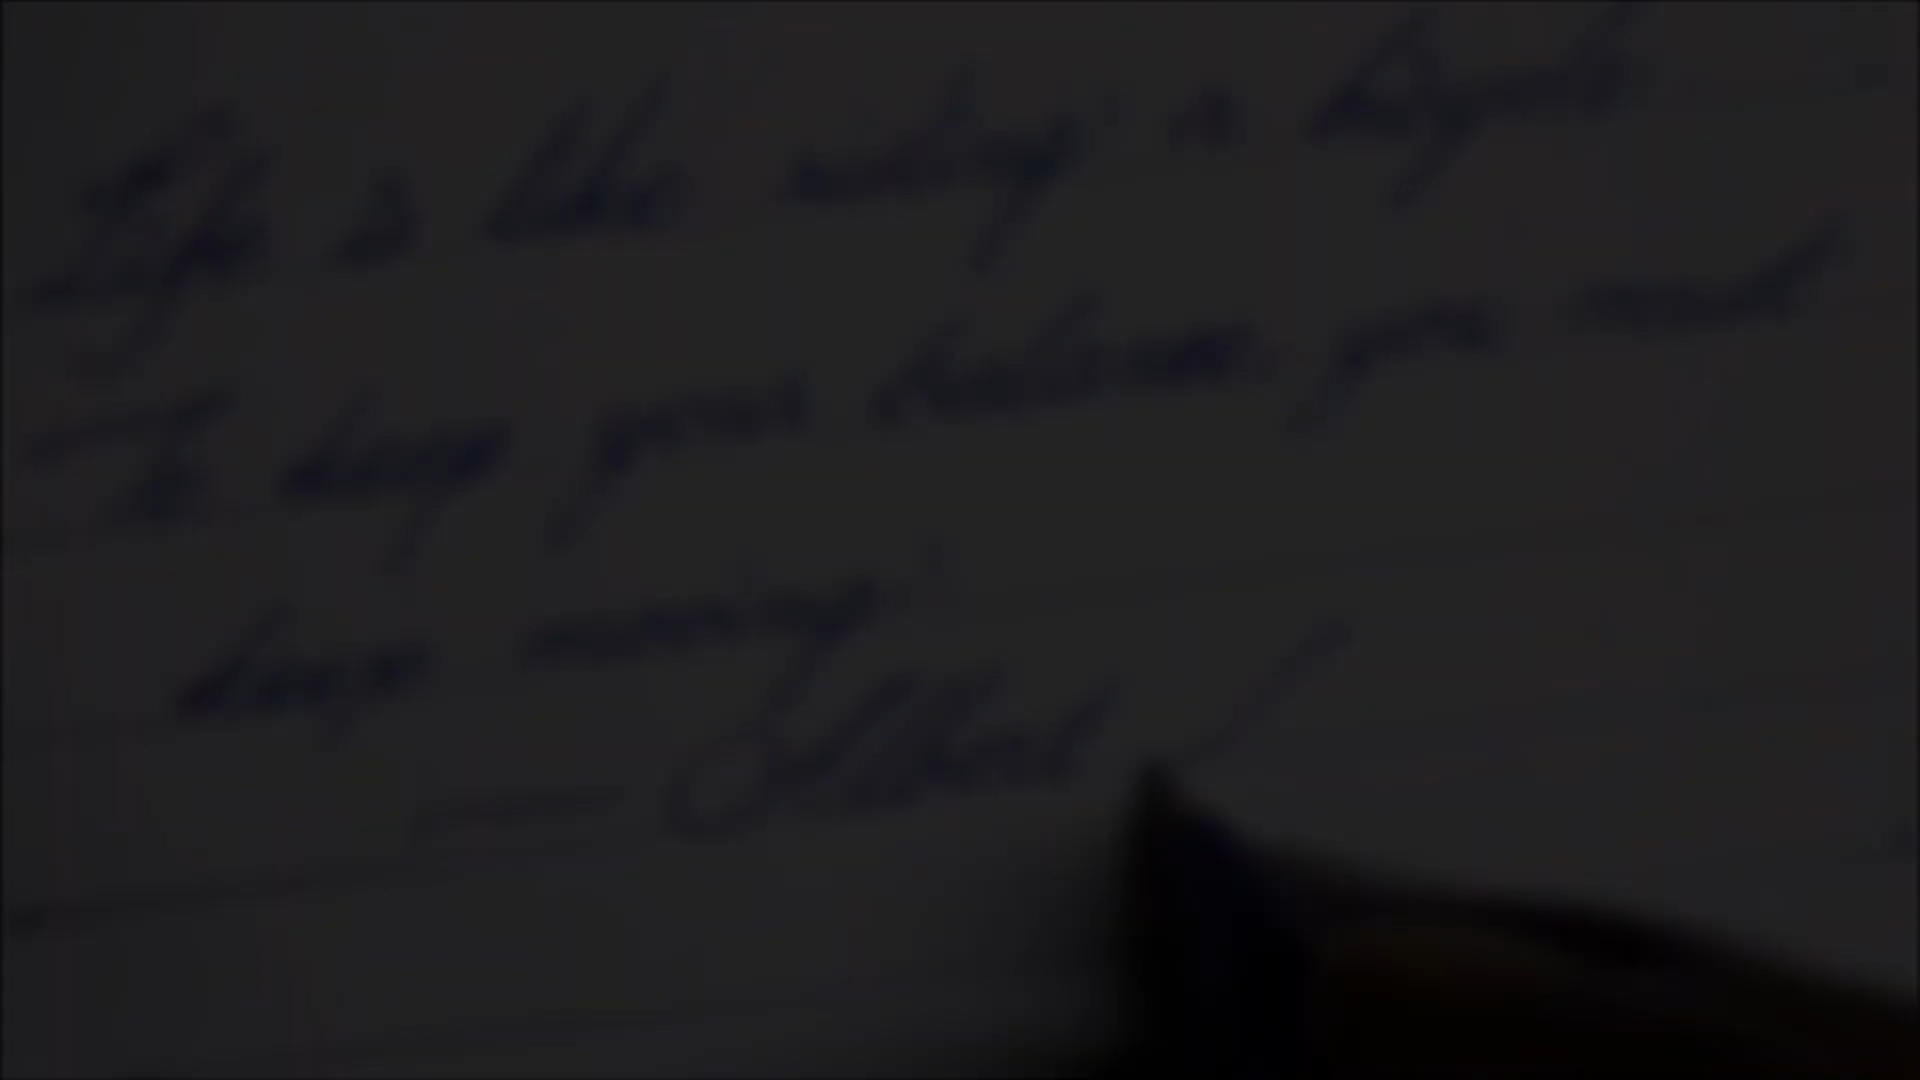 Life is like riding a bicycle
To keep your balance, you must
keep moving
— Albert